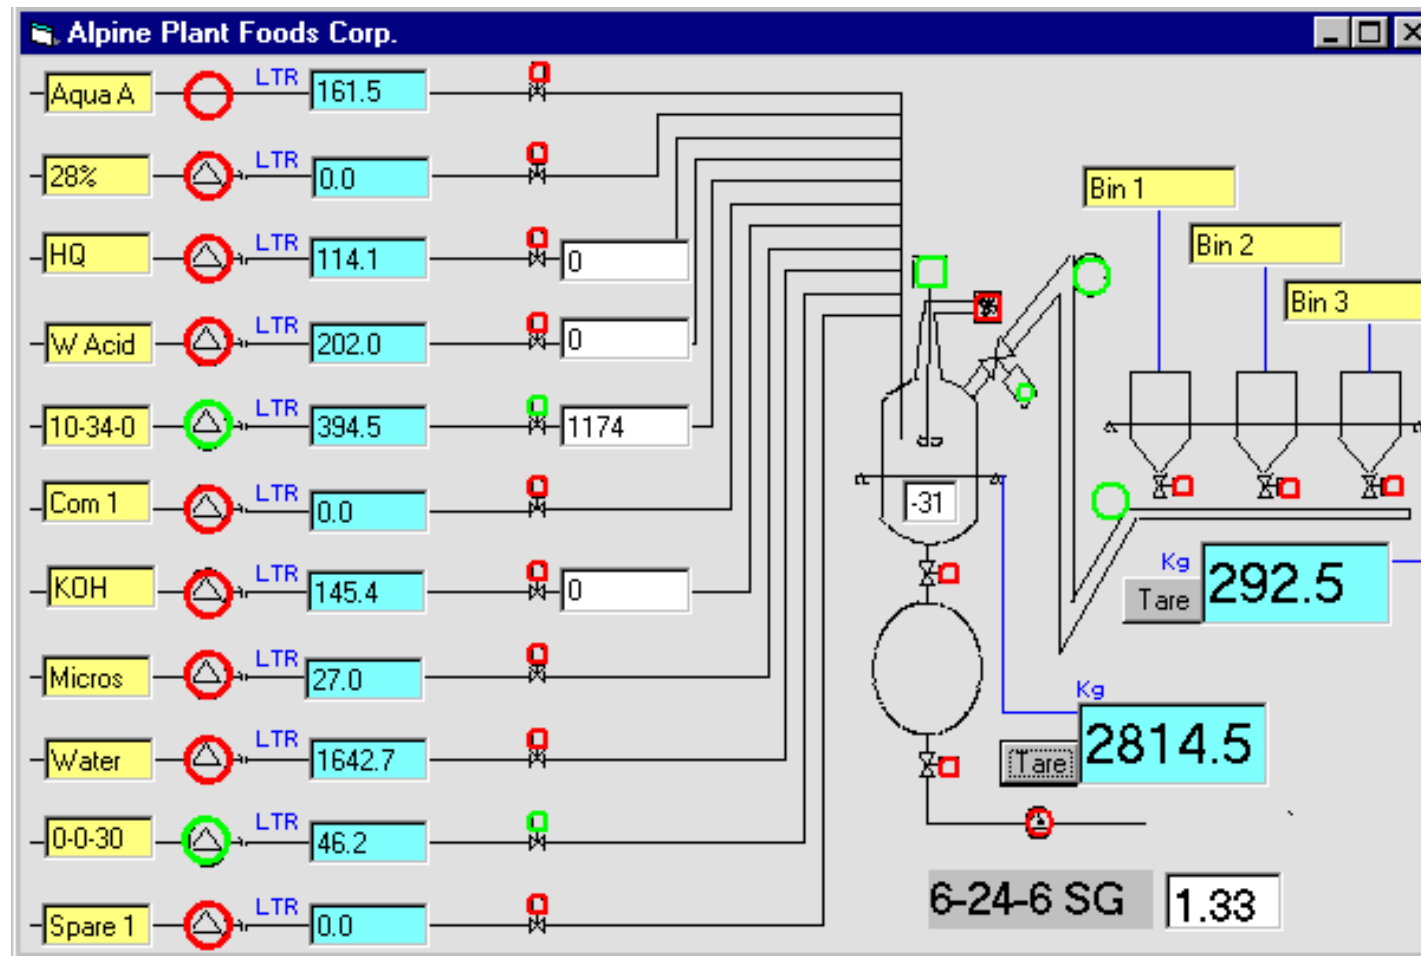 Alpine Plant Foods Corp.
Aqua A LTR 161.5
28% LTR 0.0
HQ LTR 114.1 0
W Acid LTR 202.0 0
10-34-0 LTR 394.5 1174
Com 1 LTR 0.0
KOH LTR 145.4 0
Micros LTR 27.0
Water LTR 1642.7
0-0-30 LTR 46.2
Spare 1 LTR 0.0
Bin 1
Bin 2
Bin 3
-31
Kg
Tare 292.5
Kg
Tare 2814.5
6-24-6 SG 1.33